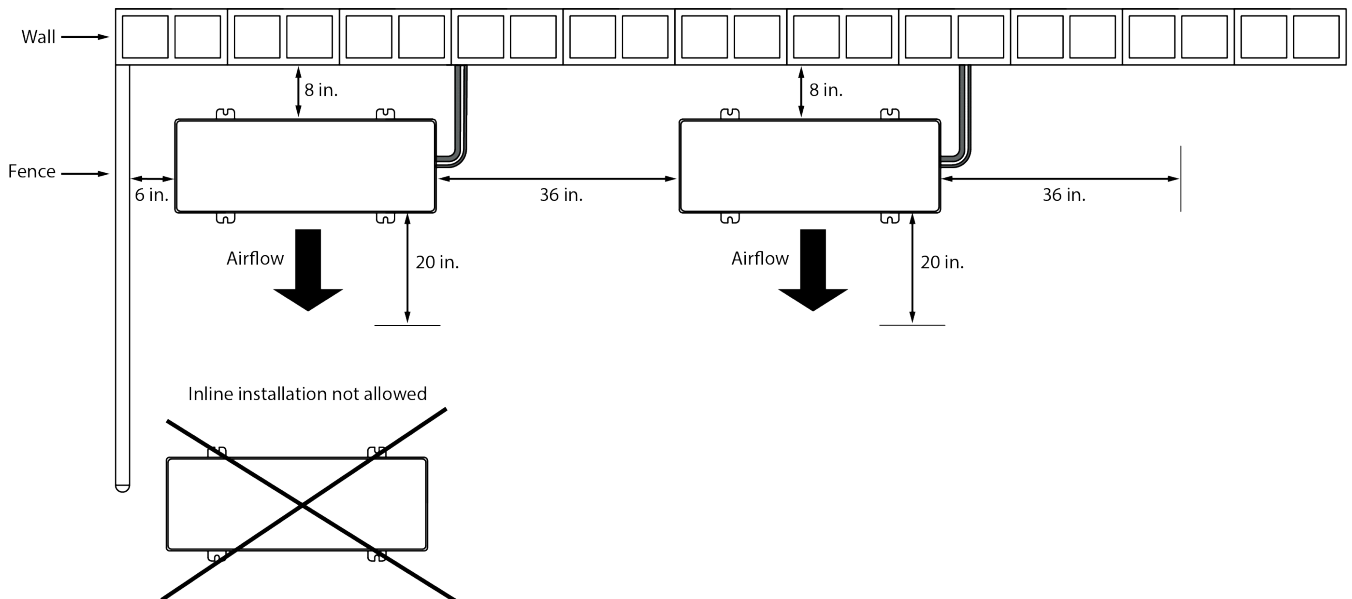 Wall
8 in.
8 in.
Fence
6 in.
36 in.
36 in.
Airflow
20 in.
Airflow
20 in.
Inline installation not allowed